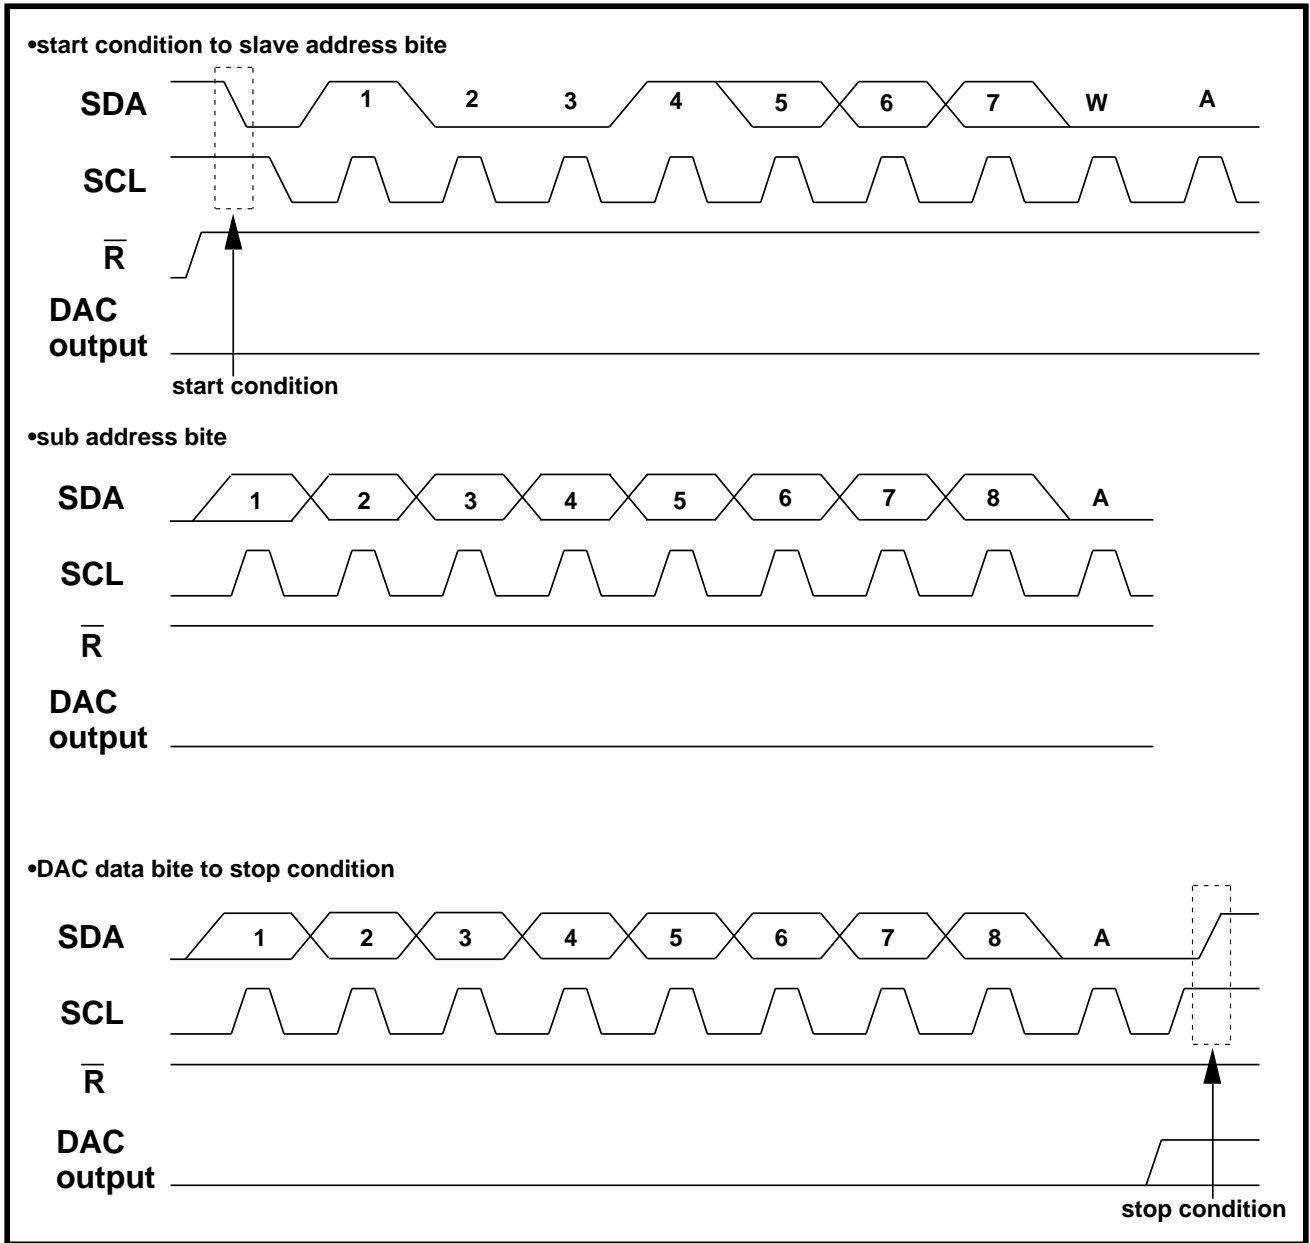 •start condition to slave address bite
SDA 1 2 3 4 5 6 7 W A
SCL
R̅
DAC
output
start condition
•sub address bite
SDA 1 2 3 4 5 6 7 8 A
SCL
R̅
DAC
output
•DAC data bite to stop condition
SDA 1 2 3 4 5 6 7 8 A
SCL
R̅
DAC
output
stop condition